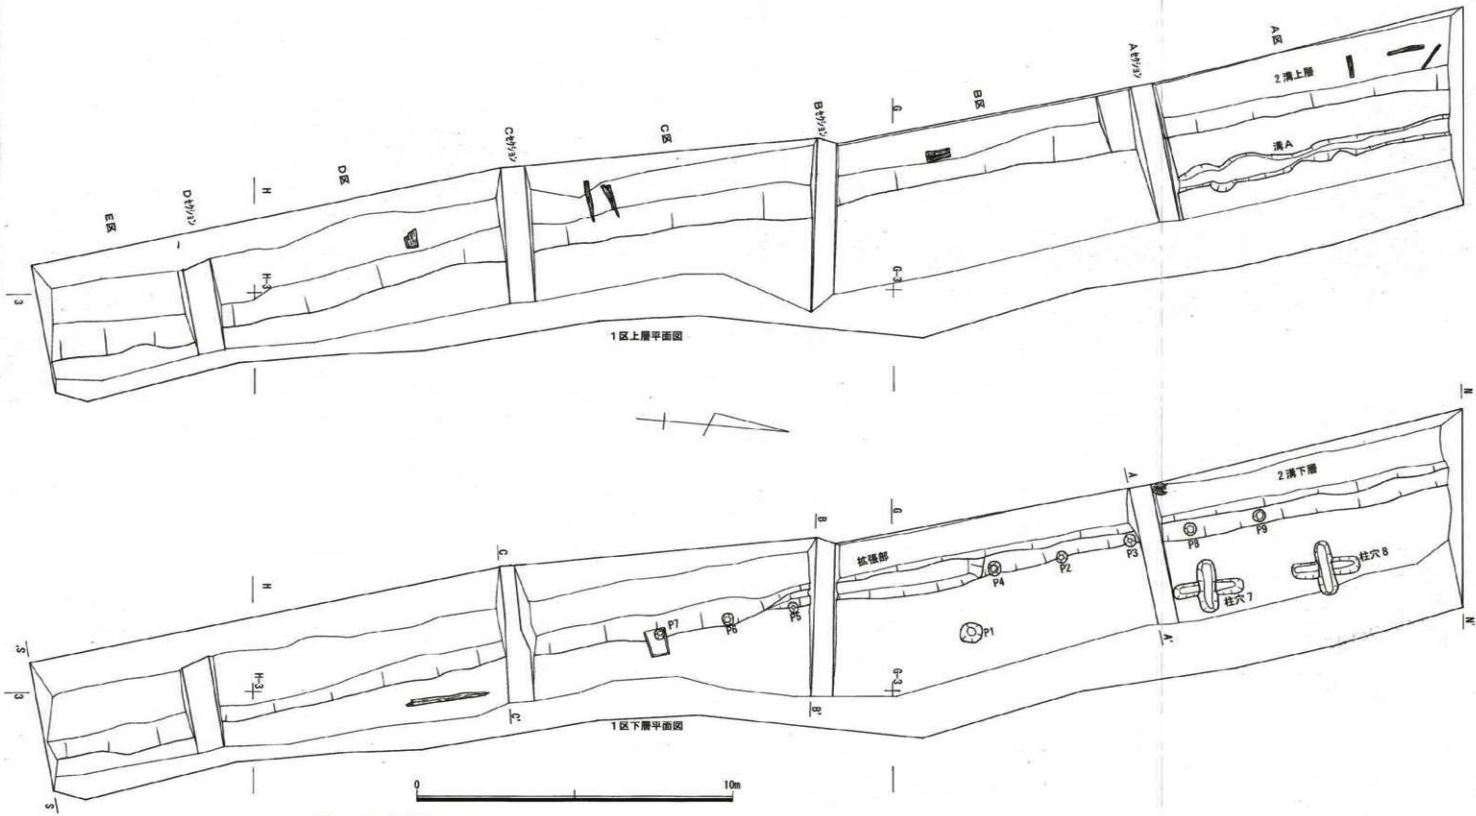 A区
Aセクション
2溝上層
溝A
B区
G
Bセクション
C区
Cセクション
D区
H
Dセクション
E区
H-3
G-3
3
1区上層平面図
N
A
2溝下層
G
B
拡張部
P8
P9
P3
P2
P4
柱穴8
柱穴7
C
H
P5
P6
P7
P1
S
H-3
G-3
3
A'
N'
B'
C'
1区下層平面図
S
0
10m